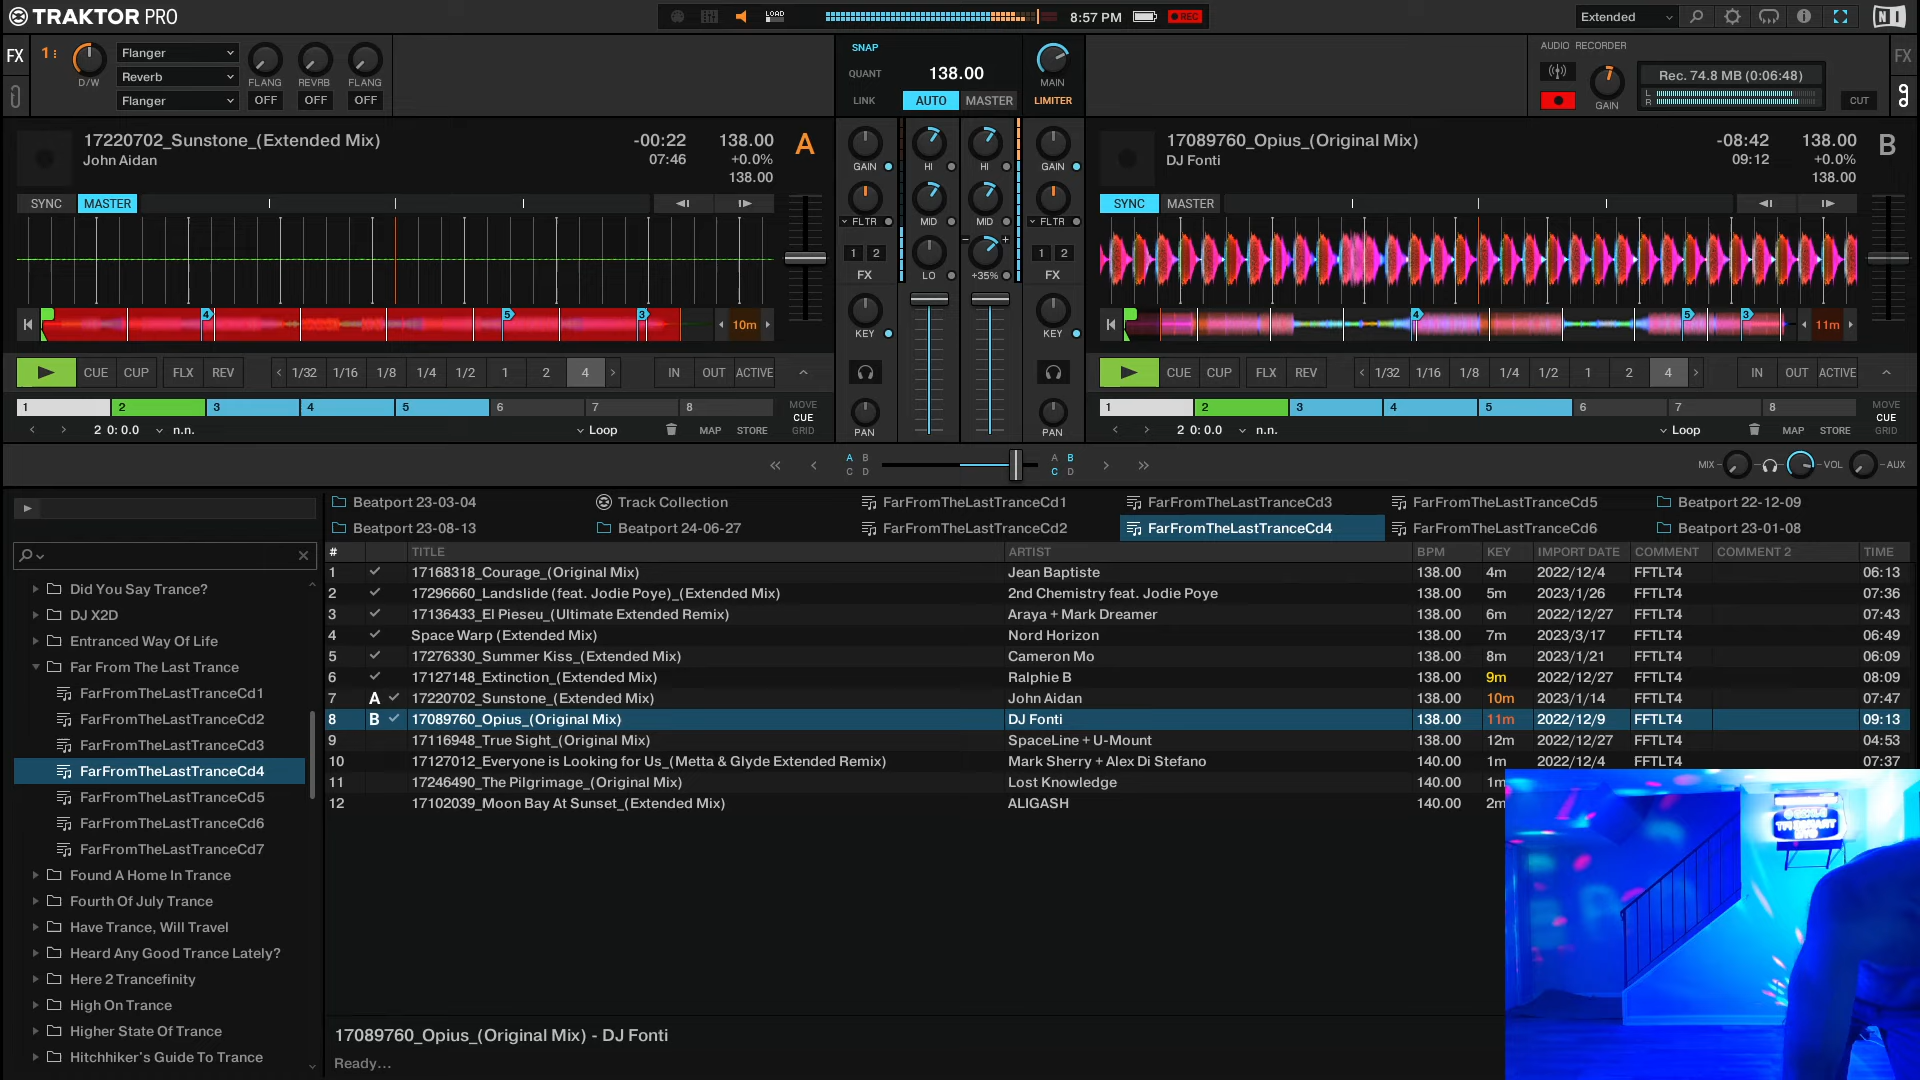 TRAKTOR PRO
LOAD
8:57 PM
REC
Extended
FX
1
D/W
Flanger
Reverb
Flanger
FLANG
REVRB
FLANG
OFF
OFF
OFF
SNAP
QUANT
LINK
138.00
AUTO
MASTER
MAIN
LIMITER
AUDIO RECORDER
GAIN
Rec. 74.8 MB (0:06:48)
L
R
CUT
FX
17220702_Sunstone_(Extended Mix)
John Aidan
-00:22
07:46
138.00
+0.0%
138.00
A
SYNC
MASTER
4
5
3
10m
CUE
CUP
FLX
REV
1/32
1/16
1/8
1/4
1/2
1
2
4
IN
OUT
ACTIVE
1
2
3
4
5
6
7
8
MOVE
CUE
GRID
2 0: 0.0
n.n.
Loop
MAP
STORE
GAIN
HI
HI
GAIN
FLTR
MID
MID
FLTR
1
2
LO
- +
+35%
1
2
FX
FX
KEY
KEY
PAN
PAN
17089760_Opius_(Original Mix)
DJ Fonti
-08:42
09:12
138.00
+0.0%
138.00
B
SYNC
MASTER
4
5
3
11m
CUE
CUP
FLX
REV
1/32
1/16
1/8
1/4
1/2
1
2
4
IN
OUT
ACTIVE
1
2
3
4
5
6
7
8
MOVE
CUE
GRID
2 0: 0.0
n.n.
Loop
MAP
STORE
A B
C D
A B
C D
MIX
VOL
AUX
Beatport 23-03-04
Track Collection
FarFromTheLastTranceCd1
FarFromTheLastTranceCd3
FarFromTheLastTranceCd5
Beatport 22-12-09
Beatport 23-08-13
Beatport 24-06-27
FarFromTheLastTranceCd2
FarFromTheLastTranceCd4
FarFromTheLastTranceCd6
Beatport 23-01-08
Did You Say Trance?
DJ X2D
Entranced Way Of Life
Far From The Last Trance
FarFromTheLastTranceCd1
FarFromTheLastTranceCd2
FarFromTheLastTranceCd3
FarFromTheLastTranceCd4
FarFromTheLastTranceCd5
FarFromTheLastTranceCd6
FarFromTheLastTranceCd7
Found A Home In Trance
Fourth Of July Trance
Have Trance, Will Travel
Heard Any Good Trance Lately?
Here 2 Trancefinity
High On Trance
Higher State Of Trance
Hitchhiker's Guide To Trance
# TITLE ARTIST BPM KEY IMPORT DATE COMMENT COMMENT 2 TIME
1 17168318_Courage_(Original Mix) Jean Baptiste 138.00 4m 2022/12/4 FFTLT4 06:13
2 17296660_Landslide (feat. Jodie Poye)_(Extended Mix) 2nd Chemistry feat. Jodie Poye 138.00 5m 2023/1/26 FFTLT4 07:36
3 17136433_El Pieseu_(Ultimate Extended Remix) Araya + Mark Dreamer 138.00 6m 2022/12/27 FFTLT4 07:43
4 Space Warp (Extended Mix) Nord Horizon 138.00 7m 2023/3/17 FFTLT4 06:49
5 17276330_Summer Kiss_(Extended Mix) Cameron Mo 138.00 8m 2023/1/21 FFTLT4 06:09
6 17127148_Extinction_(Extended Mix) Ralphie B 138.00 9m 2022/12/27 FFTLT4 08:09
7 A 17220702_Sunstone_(Extended Mix) John Aidan 138.00 10m 2023/1/14 FFTLT4 07:47
8 B 17089760_Opius_(Original Mix) DJ Fonti 138.00 11m 2022/12/9 FFTLT4 09:13
9 17116948_True Sight_(Original Mix) SpaceLine + U-Mount 138.00 12m 2022/12/27 FFTLT4 04:53
10 17127012_Everyone is Looking for Us_(Metta & Glyde Extended Remix) Mark Sherry + Alex Di Stefano 140.00 1m 2022/12/4 FFTLT4 07:37
11 17246490_The Pilgrimage_(Original Mix) Lost Knowledge 140.00 1m
12 17102039_Moon Bay At Sunset_(Extended Mix) ALIGASH 140.00 2m
17089760_Opius_(Original Mix) - DJ Fonti
Ready...